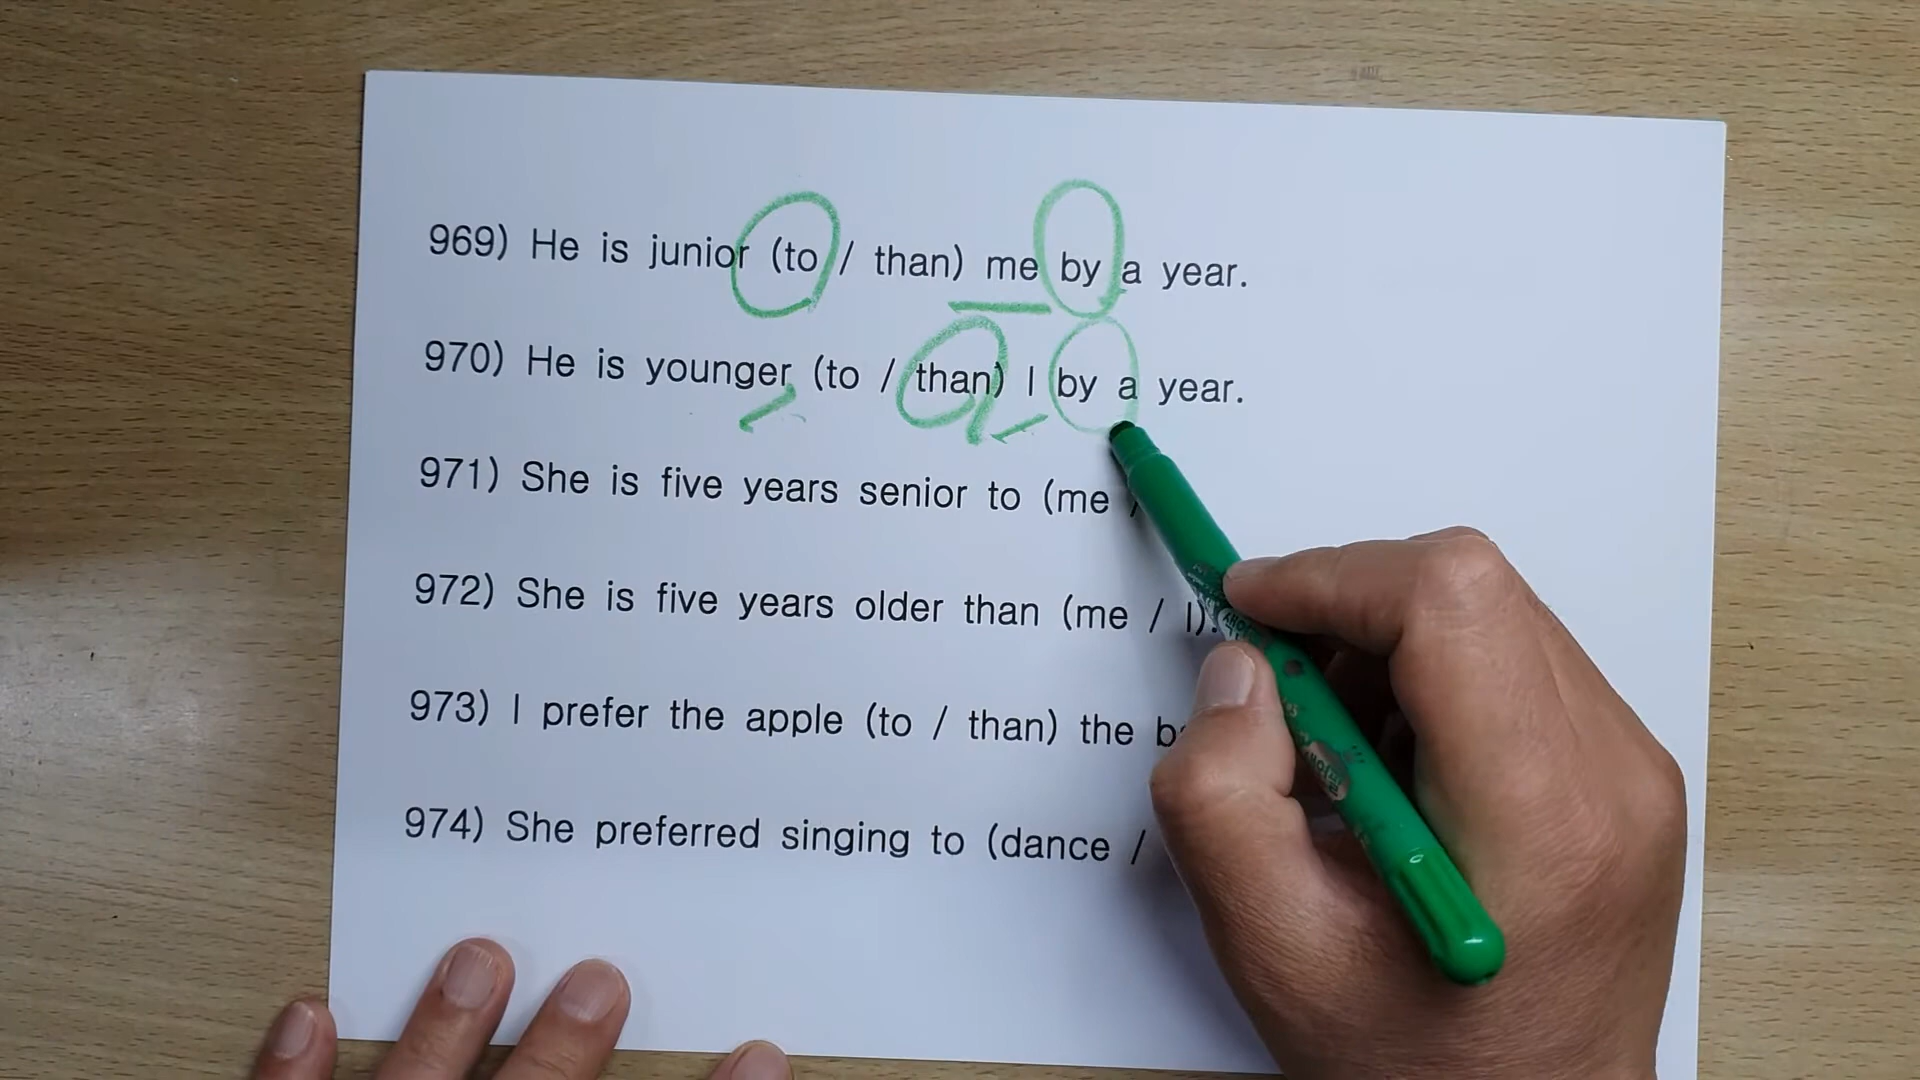 969) He is junior (to / than) me by a year.
970) He is younger (to / than) I by a year.
971) She is five years senior to (me /
972) She is five years older than (me / I).
973) I prefer the apple (to / than) the
974) She preferred singing to (dance /